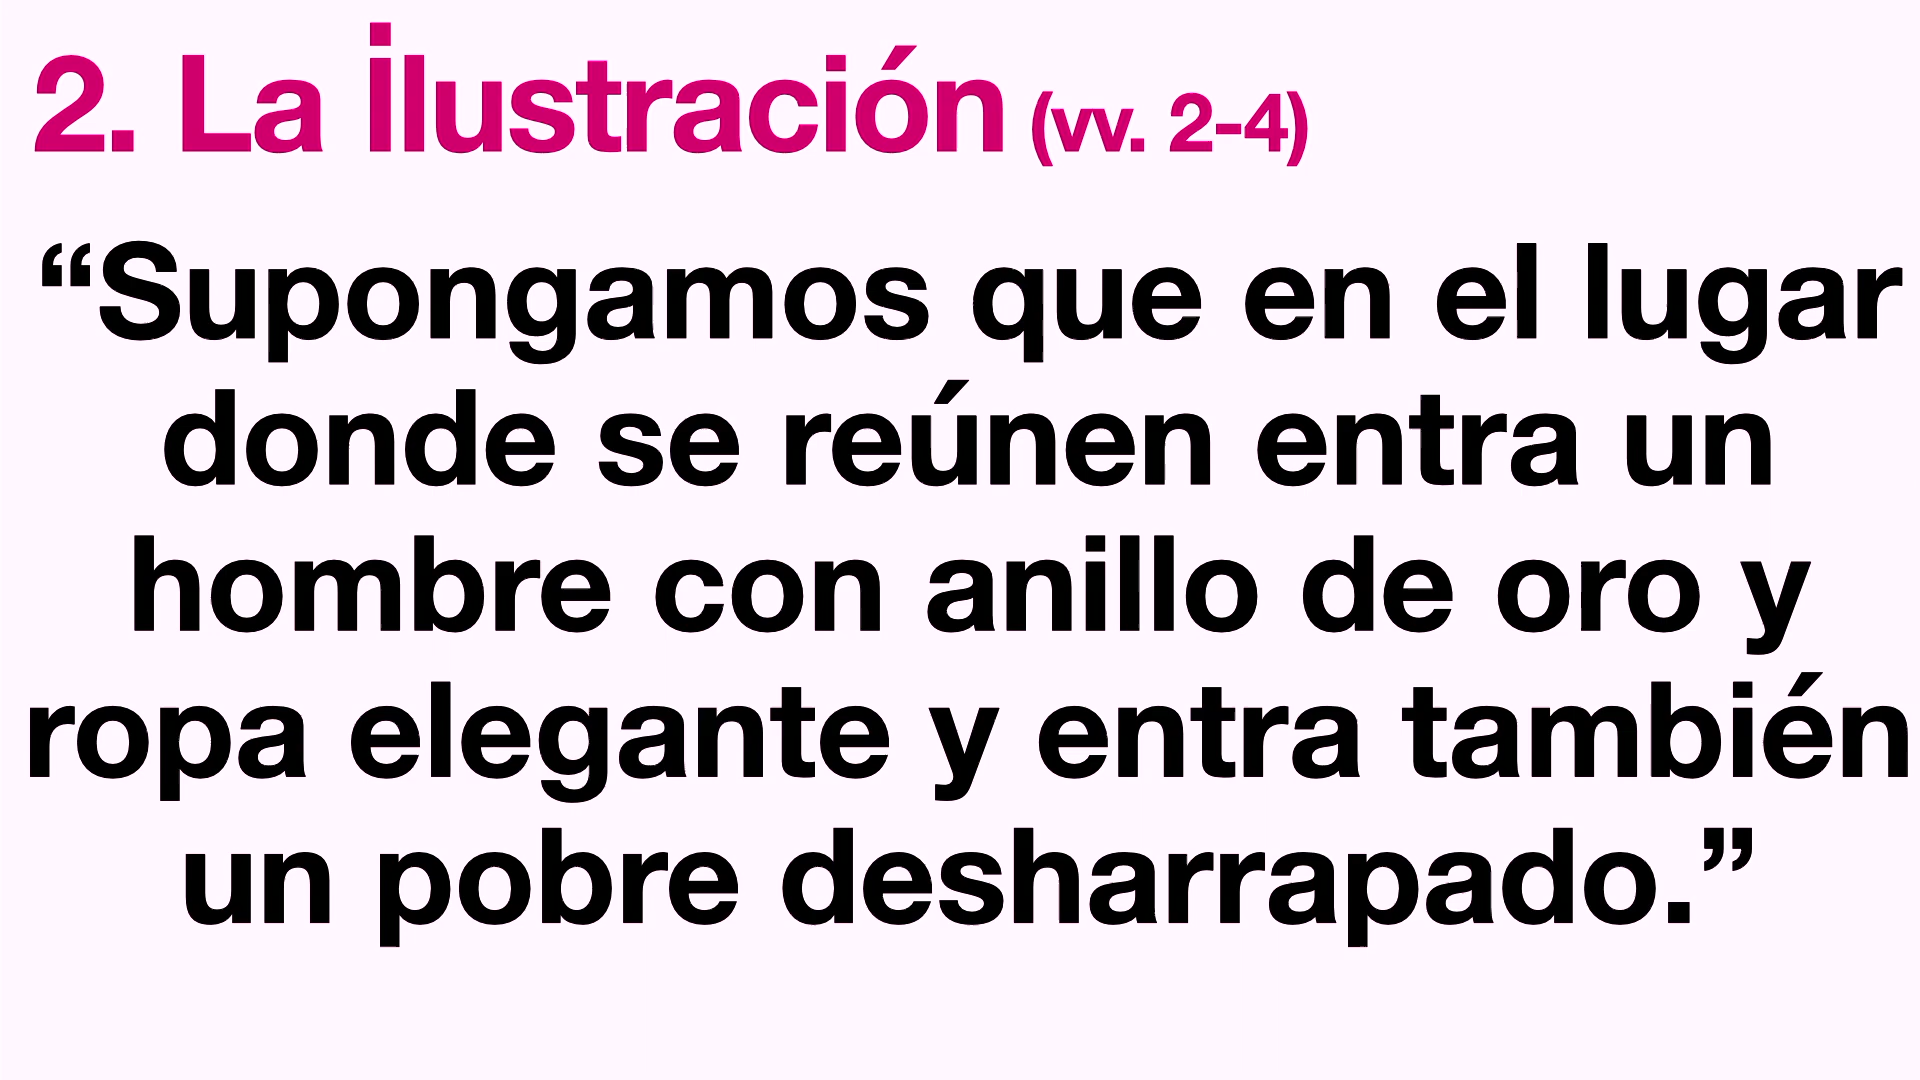 2. La ilustración (vv. 2-4)
“Supongamos que en el lugar
donde se reúnen entra un
hombre con anillo de oro y
ropa elegante y entra también
un pobre desharrapado.”